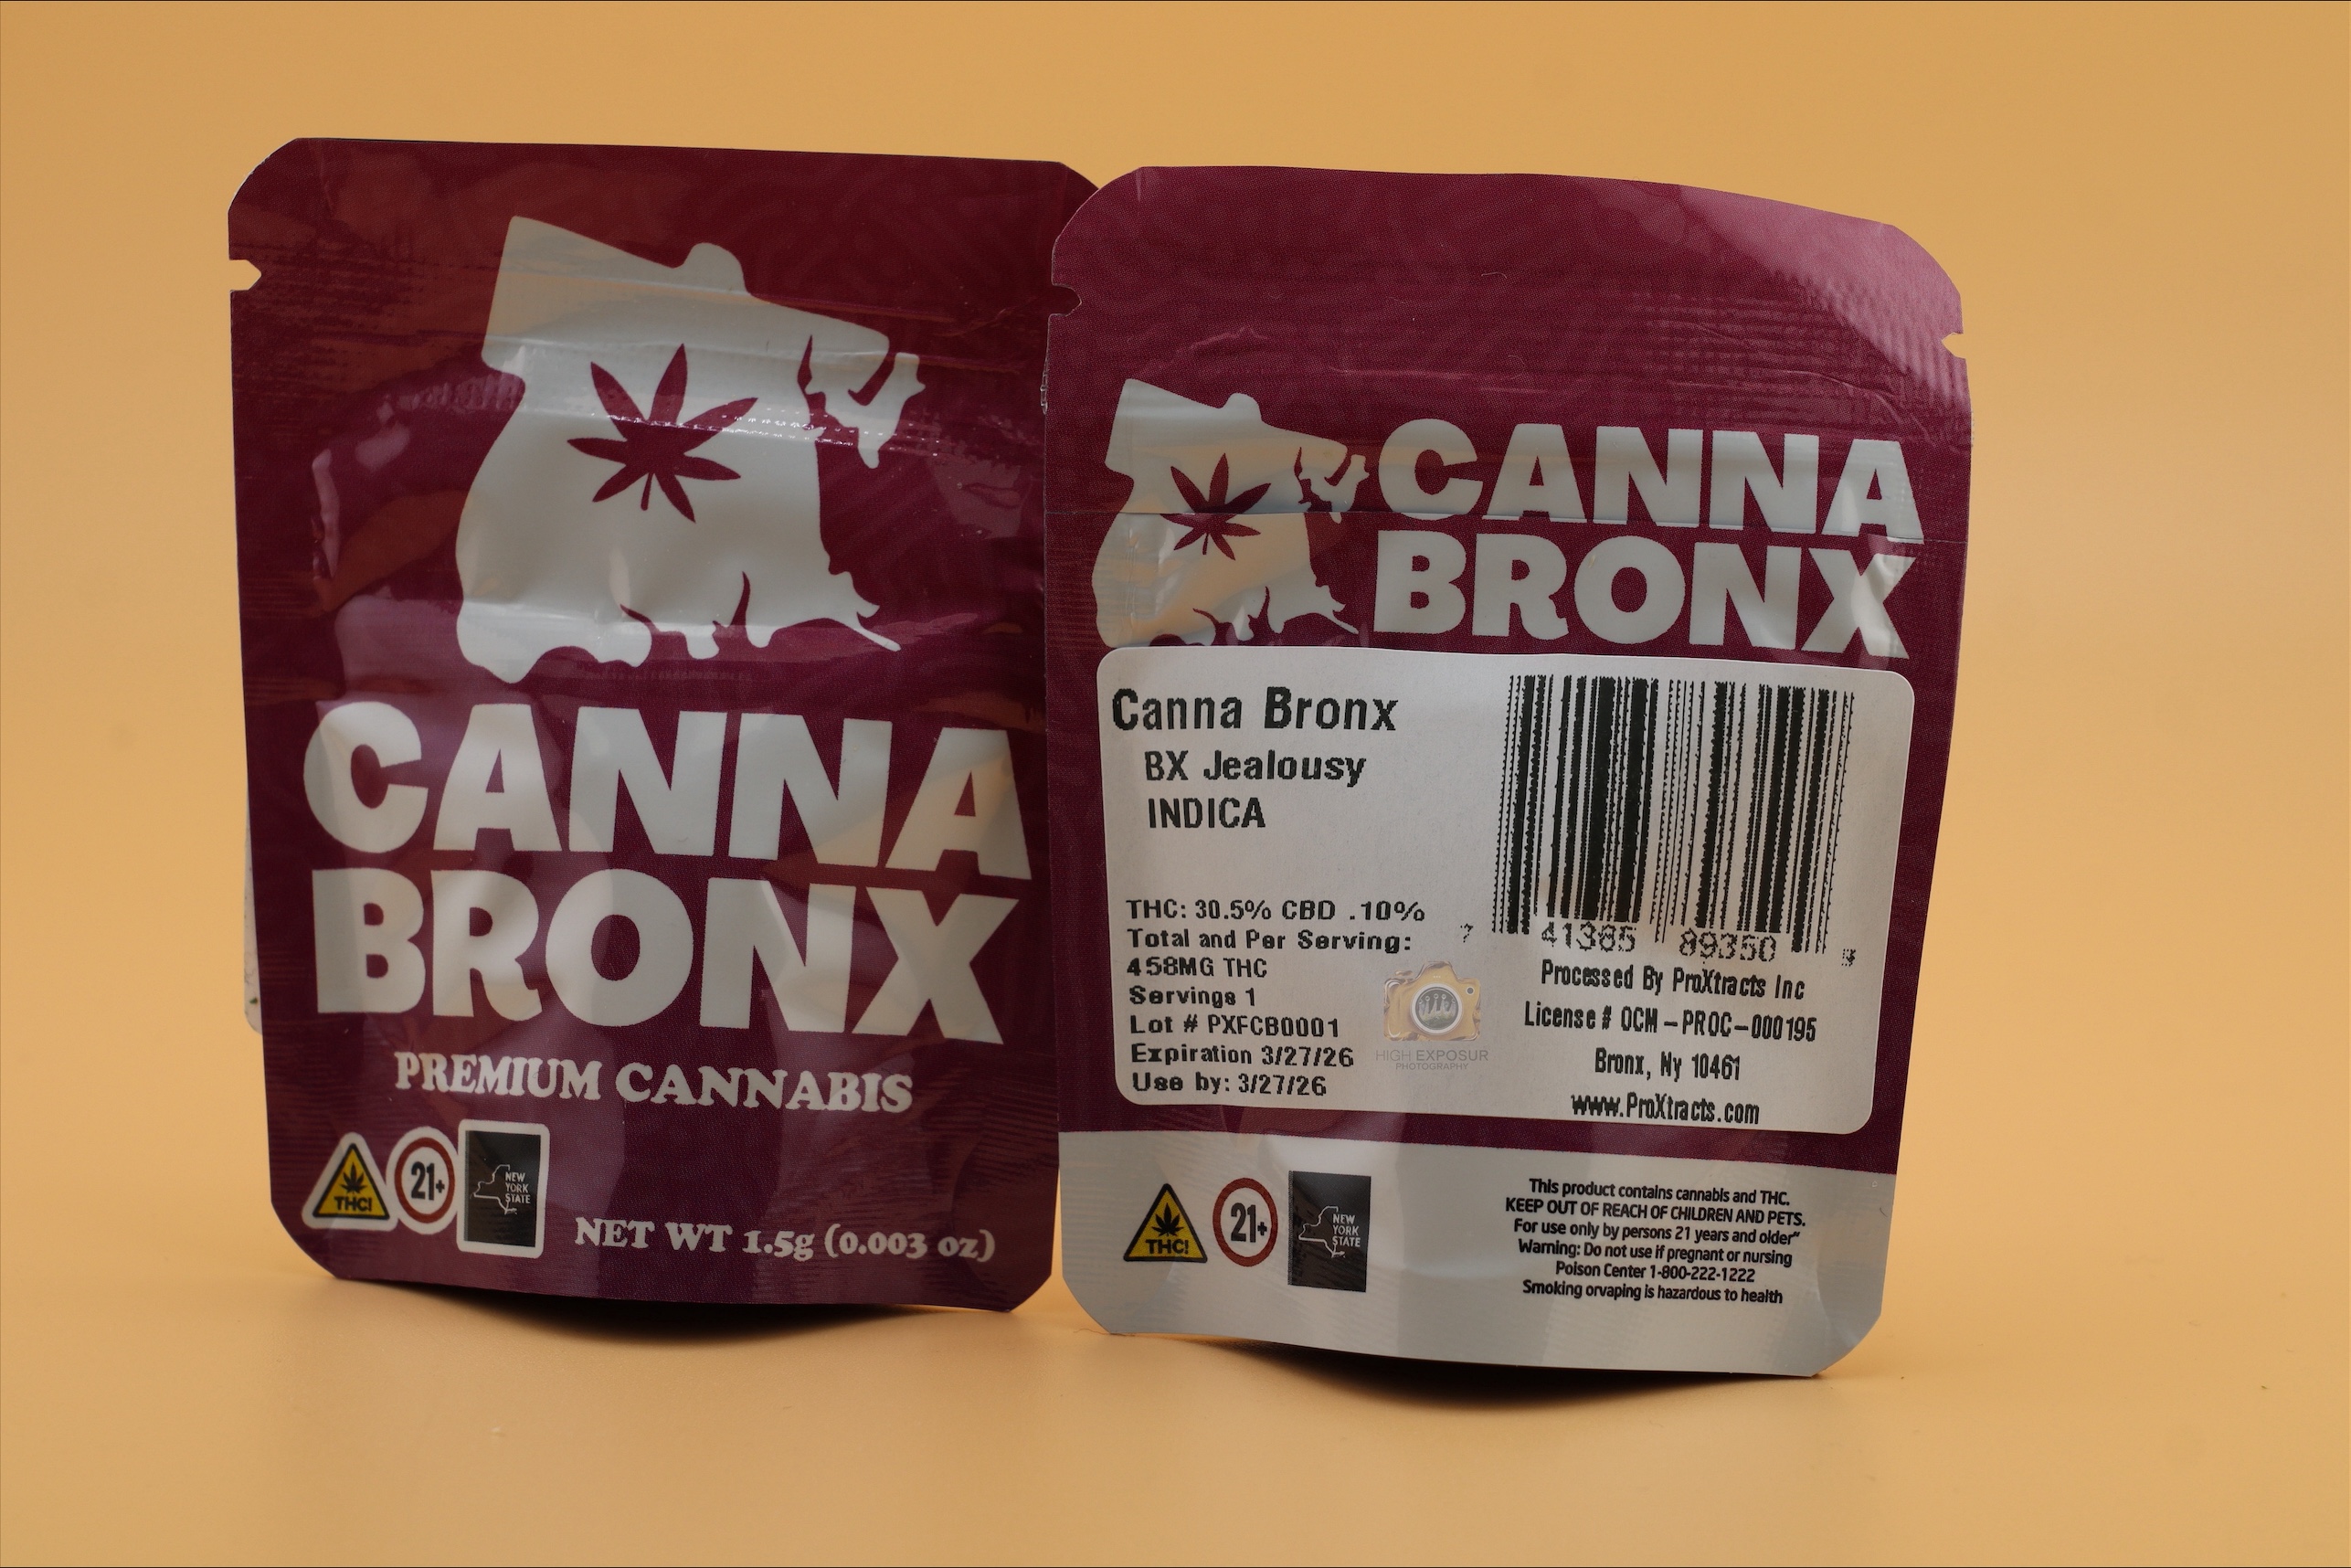 CANNA
BRONX
PREMIUM CANNABIS
THC!
21+
NEW
YORK
STATE
NET WT 1.5g (0.003 oz)
CANNA
BRONX
Canna Bronx
BX Jealousy
INDICA
THC: 30.5% CBD .10%
Total and Per Serving:
458MG THC
Servings 1
Lot # PXFCB0001
Expiration 3/27/26
Use by: 3/27/26
7 41385 89350
Processed By ProXtracts Inc
License # OCM-PROC-000195
Bronx, Ny 10461
www.ProXtracts.com
HIGH EXPOSUR
PHOTOGRAPHY
THC!
21+
NEW
YORK
STATE
This product contains cannabis and THC.
KEEP OUT OF REACH OF CHILDREN AND PETS.
For use only by persons 21 years and older"
Warning: Do not use if pregnant or nursing
Poison Center 1-800-222-1222
Smoking orvaping is hazardous to health